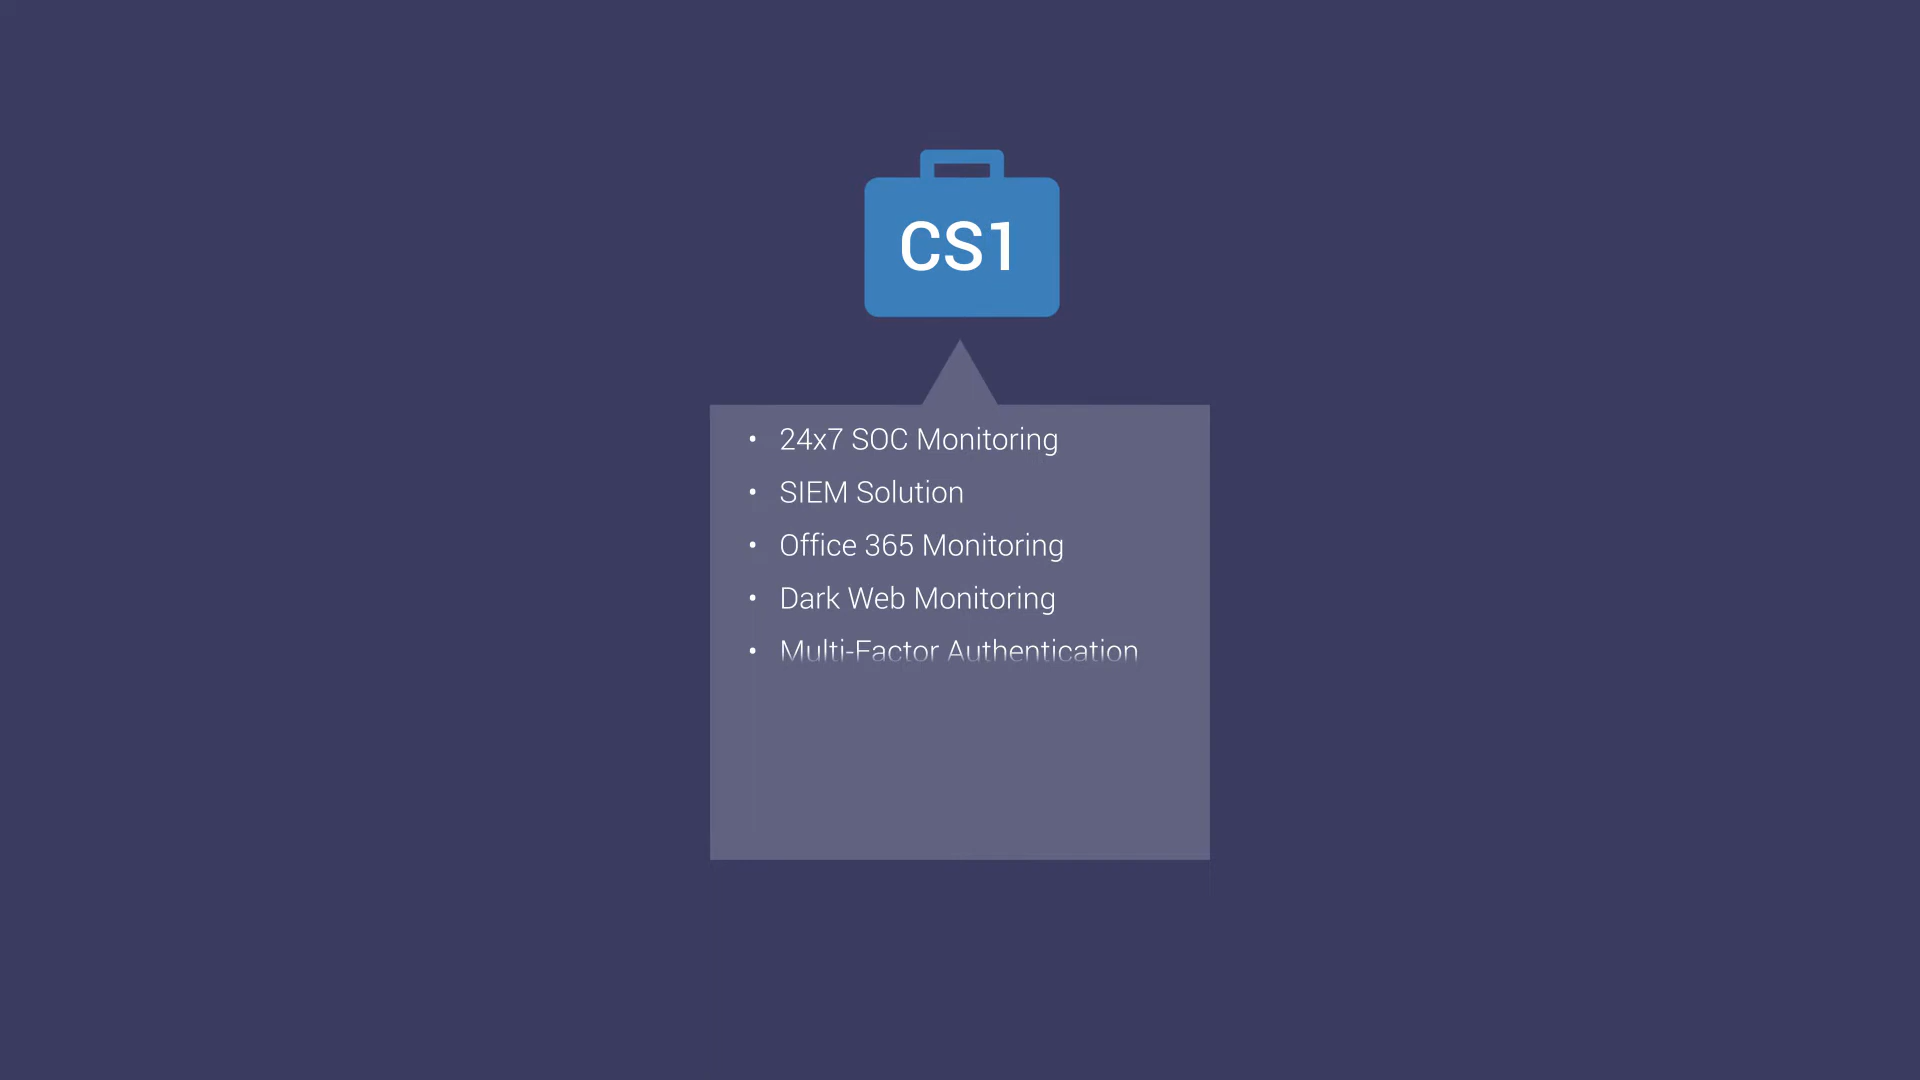 CS1
• 24x7 SOC Monitoring
• SIEM Solution
• Office 365 Monitoring
• Dark Web Monitoring
• Multi-Factor Authentication